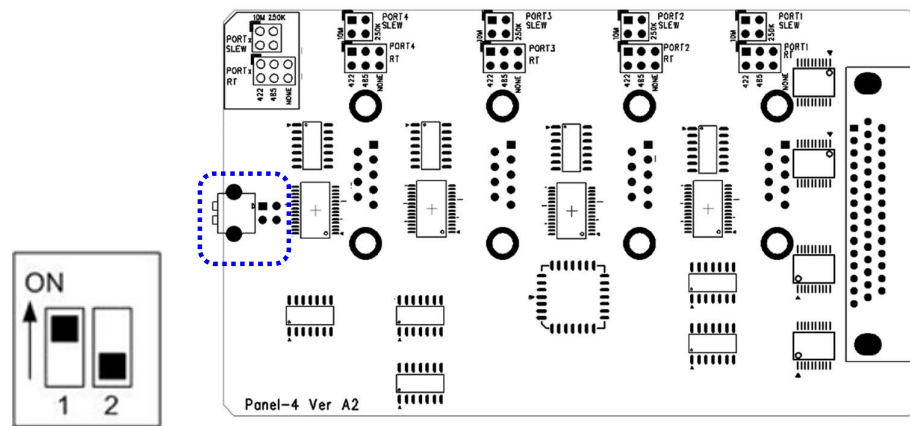 10M 250K
PORTx
SLEW
PORTx
RT
422
485
NONE
PORT4
SLEW
10M
250K
PORT4
RT
422
485
NONE
PORT3
SLEW
10M
250K
PORT3
RT
422
485
NONE
PORT2
SLEW
10M
250K
PORT2
RT
422
485
NONE
PORT1
SLEW
10M
250K
PORT1
RT
422
485
NONE
ON
1 2
Panel-4 Ver A2